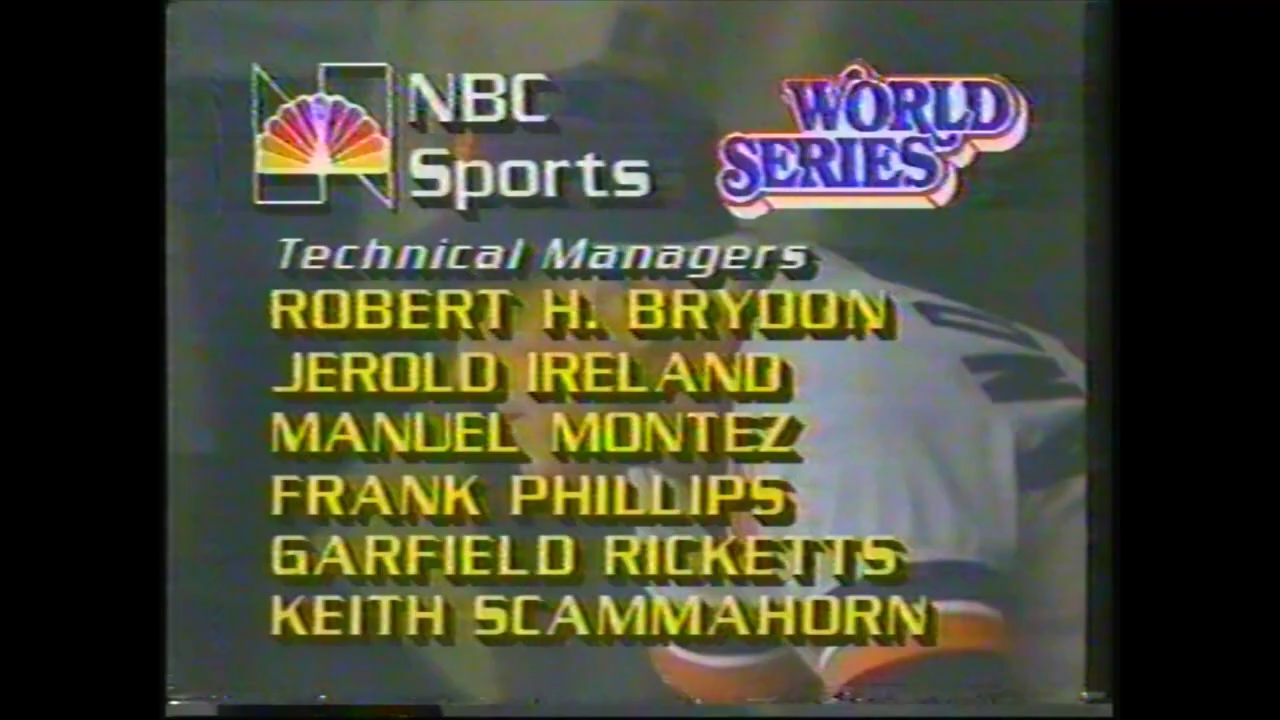 NBC
Sports
WORLD
SERIES
Technical Managers
ROBERT H. BRYDON
JEROLD IRELAND
MANUEL MONTEZ
FRANK PHILLIPS
GARFIELD RICKETTS
KEITH SCAMMAHORN